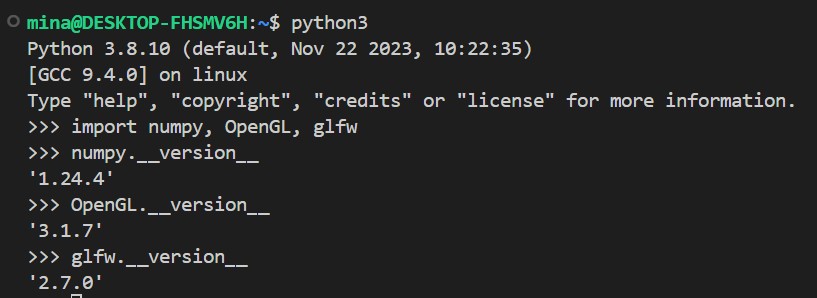 mina@DESKTOP-FHSMV6H:~$ python3
Python 3.8.10 (default, Nov 22 2023, 10:22:35)
[GCC 9.4.0] on linux
Type "help", "copyright", "credits" or "license" for more information.
>>> import numpy, OpenGL, glfw
>>> numpy.__version__
'1.24.4'
>>> OpenGL.__version__
'3.1.7'
>>> glfw.__version__
'2.7.0'